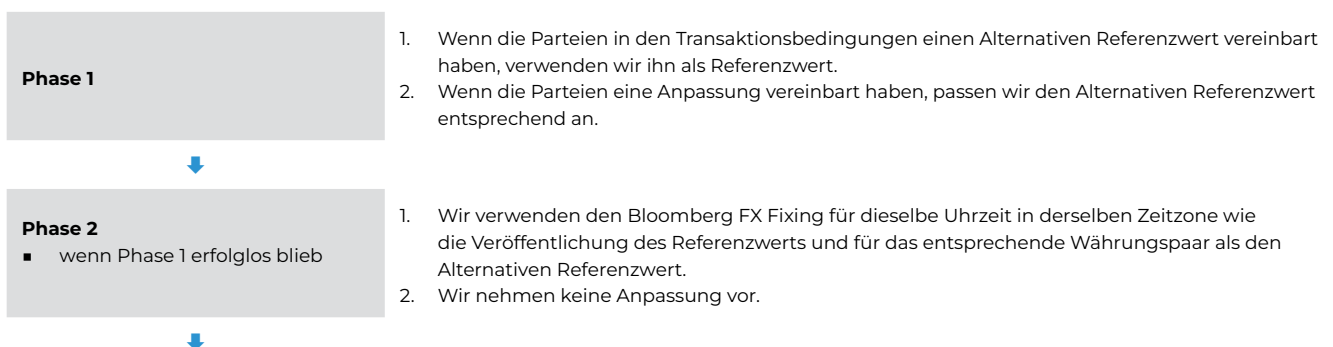 Phase 1
1. Wenn die Parteien in den Transaktionsbedingungen einen Alternativen Referenzwert vereinbart
haben, verwenden wir ihn als Referenzwert.
2. Wenn die Parteien eine Anpassung vereinbart haben, passen wir den Alternativen Referenzwert
entsprechend an.
Phase 2
▪ wenn Phase 1 erfolglos blieb
1. Wir verwenden den Bloomberg FX Fixing für dieselbe Uhrzeit in derselben Zeitzone wie
die Veröffentlichung des Referenzwerts und für das entsprechende Währungspaar als den
Alternativen Referenzwert.
2. Wir nehmen keine Anpassung vor.